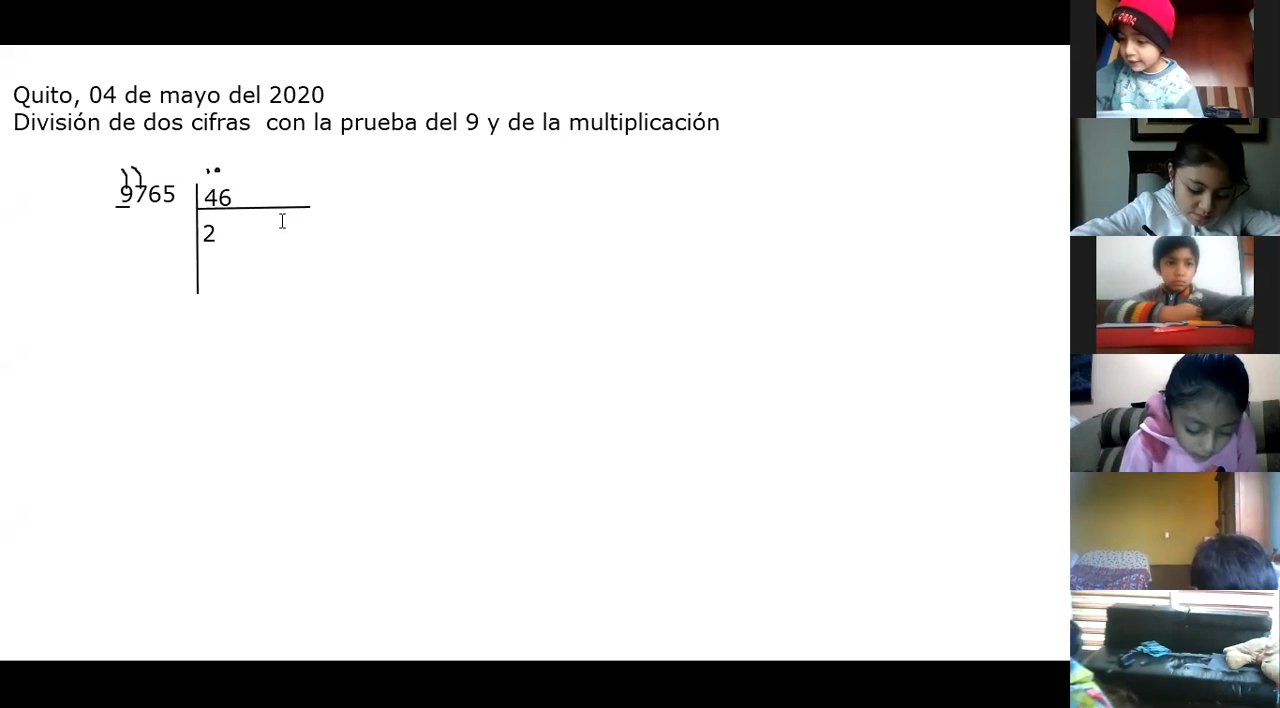 Quito, 04 de mayo del 2020
División de dos cifras con la prueba del 9 y de la multiplicación
9765 46
2